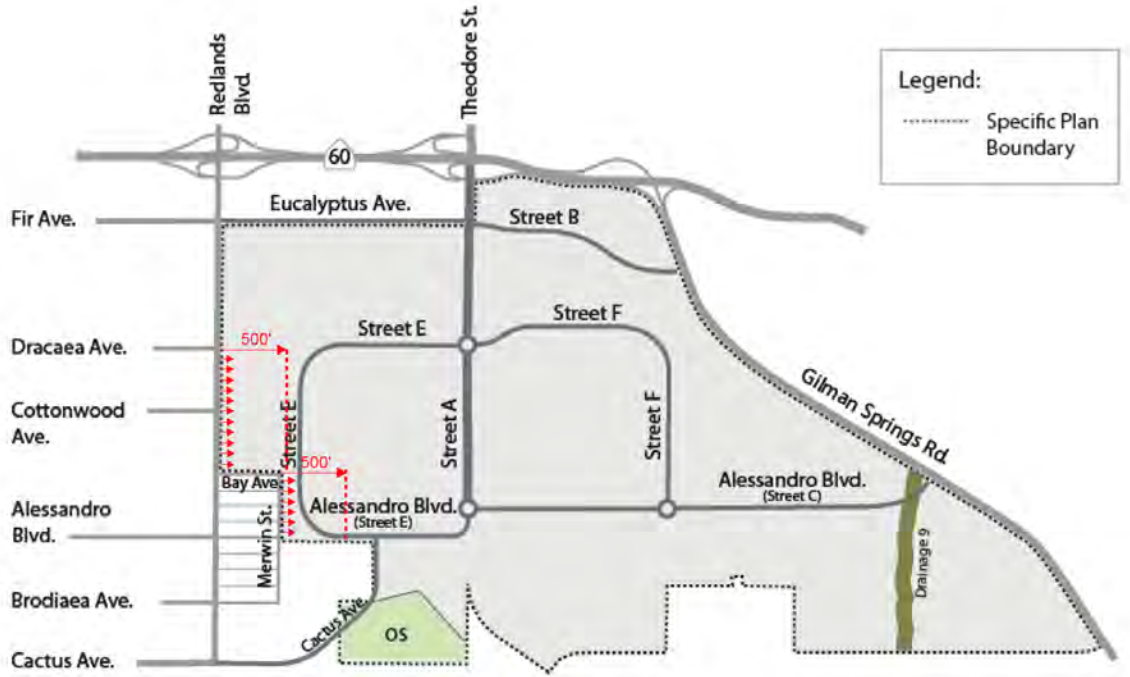 Redlands
Blvd.
Theodore St.
Legend:
Specific Plan
Boundary
60
Eucalyptus Ave.
Fir Ave.
Street B
Street F
Street E
Dracaea Ave.
500'
Gilman Springs Rd.
Cottonwood
Ave.
Street E
Street A
Street F
500'
Bay Ave.
Alessandro Blvd.
(Street C)
Alessandro
Blvd.
Alessandro Blvd.
(Street E)
Merwin St.
Drainage 9
Brodiaea Ave.
Cactus Ave.
OS
Cactus Ave.